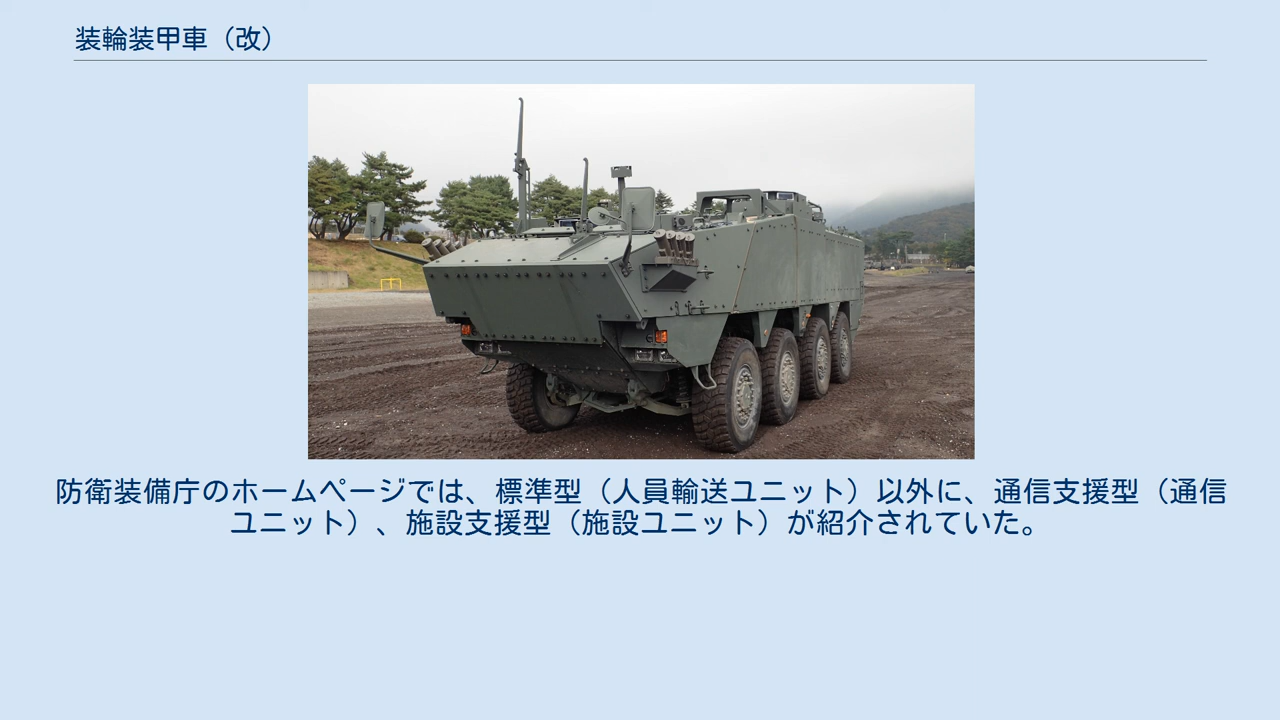 装輪装甲車（改）
防衛装備庁のホームページでは、標準型（人員輸送ユニット）以外に、通信支援型（通信
ユニット）、施設支援型（施設ユニット）が紹介されていた。